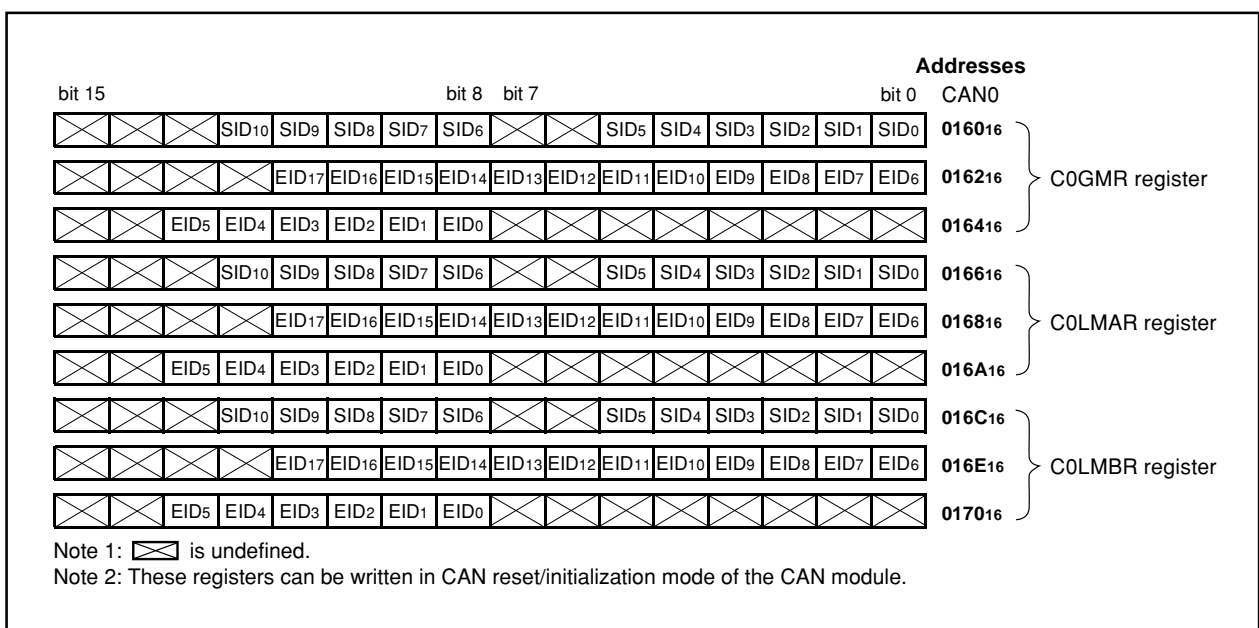 Addresses
bit 15 bit 8 bit 7 bit 0 CAN0
SID10 SID9 SID8 SID7 SID6 SID5 SID4 SID3 SID2 SID1 SID0 016016
EID17 EID16 EID15 EID14 EID13 EID12 EID11 EID10 EID9 EID8 EID7 EID6 016216 C0GMR register
EID5 EID4 EID3 EID2 EID1 EID0 016416
SID10 SID9 SID8 SID7 SID6 SID5 SID4 SID3 SID2 SID1 SID0 016616
EID17 EID16 EID15 EID14 EID13 EID12 EID11 EID10 EID9 EID8 EID7 EID6 016816 C0LMAR register
EID5 EID4 EID3 EID2 EID1 EID0 016A16
SID10 SID9 SID8 SID7 SID6 SID5 SID4 SID3 SID2 SID1 SID0 016C16
EID17 EID16 EID15 EID14 EID13 EID12 EID11 EID10 EID9 EID8 EID7 EID6 016E16 C0LMBR register
EID5 EID4 EID3 EID2 EID1 EID0 017016
Note 1: is undefined.
Note 2: These registers can be written in CAN reset/initialization mode of the CAN module.